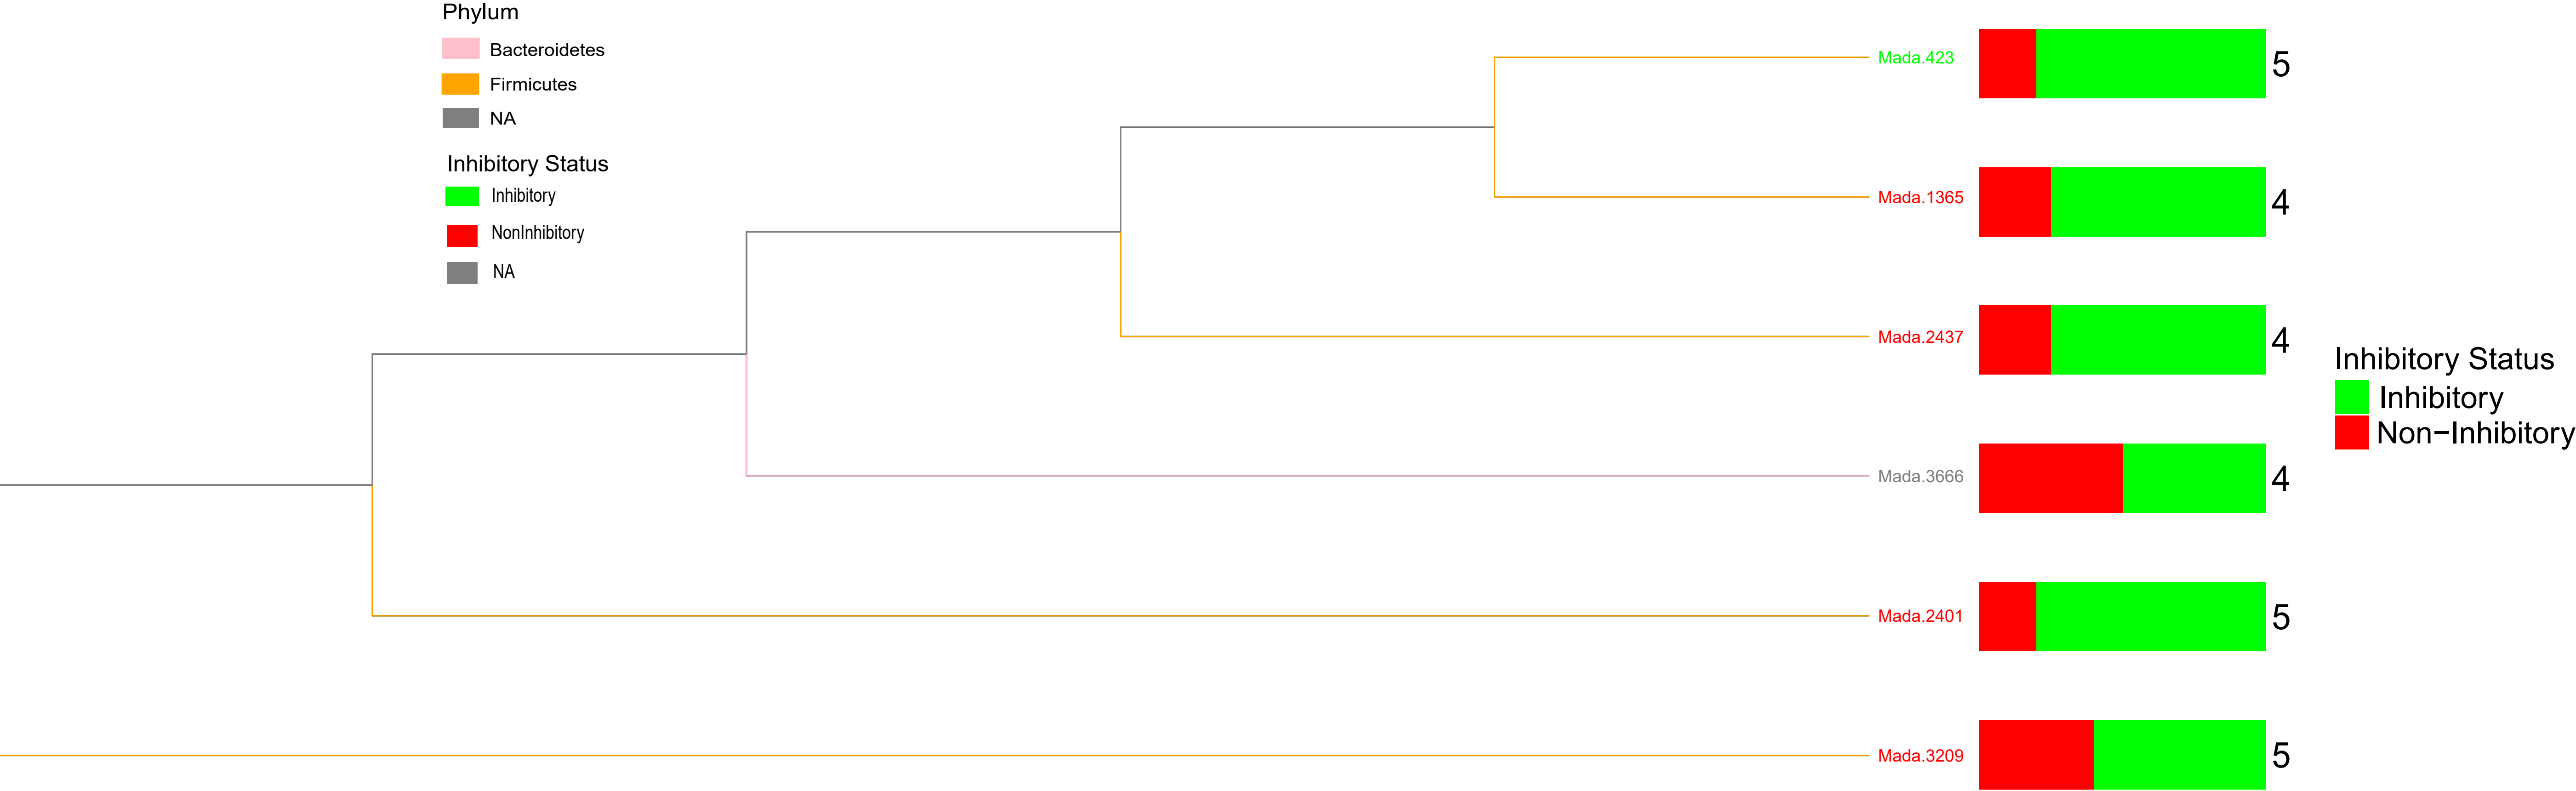 Phylum
Bacteroidetes
Firmicutes
NA
Inhibitory Status
Inhibitory
NonInhibitory
NA
Mada.423
5
Mada.1365
4
Mada.2437
4
Mada.3666
4
Mada.2401
5
Mada.3209
5
Inhibitory Status
Inhibitory
Non−Inhibitory